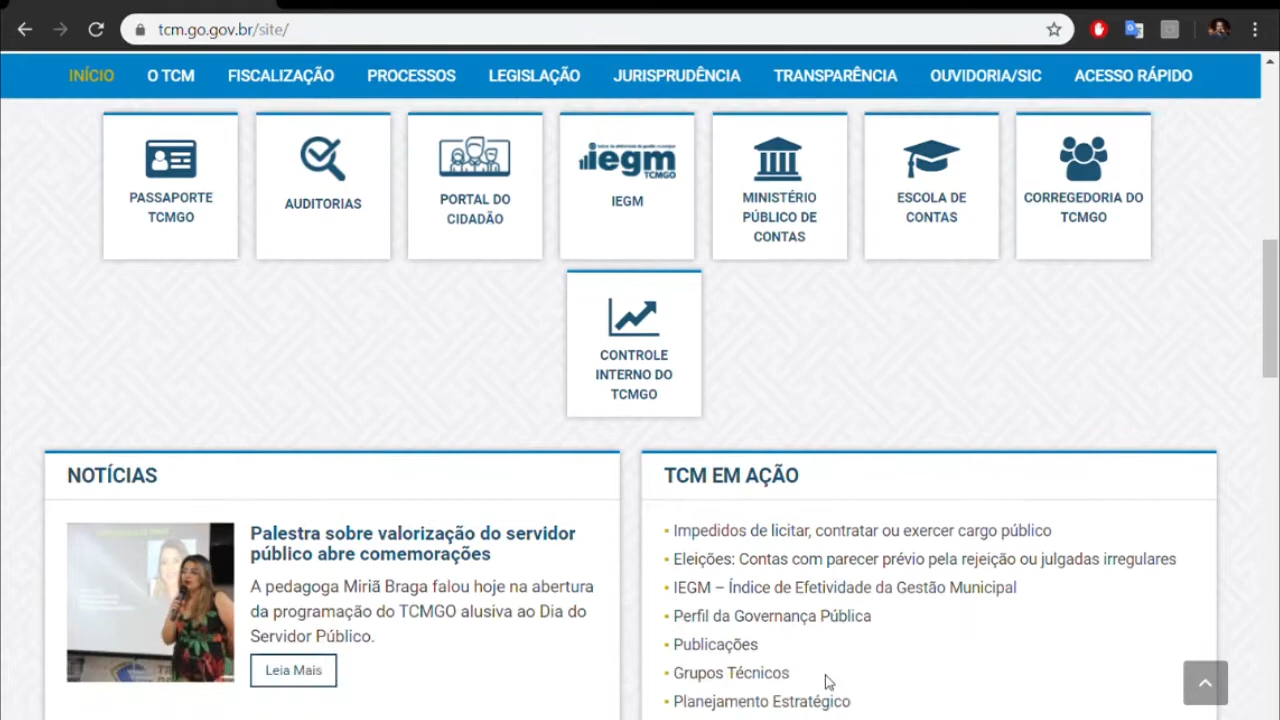 tcm.go.gov.br/site/
INÍCIO O TCM FISCALIZAÇÃO PROCESSOS LEGISLAÇÃO JURISPRUDÊNCIA TRANSPARÊNCIA OUVIDORIA/SIC ACESSO RÁPIDO
PASSAPORTE
TCMGO
AUDITORIAS
PORTAL DO
CIDADÃO
iegm
TCMGO
IEGM
MINISTÉRIO
PÚBLICO DE
CONTAS
ESCOLA DE
CONTAS
CORREGEDORIA DO
TCMGO
CONTROLE
INTERNO DO
TCMGO
NOTÍCIAS
Palestra sobre valorização do servidor
público abre comemorações
A pedagoga Miriã Braga falou hoje na abertura
da programação do TCMGO alusiva ao Dia do
Servidor Público.
Leia Mais
TCM EM AÇÃO
Impedidos de licitar, contratar ou exercer cargo público
Eleições: Contas com parecer prévio pela rejeição ou julgadas irregulares
IEGM – Índice de Efetividade da Gestão Municipal
Perfil da Governança Pública
Publicações
Grupos Técnicos
Planejamento Estratégico